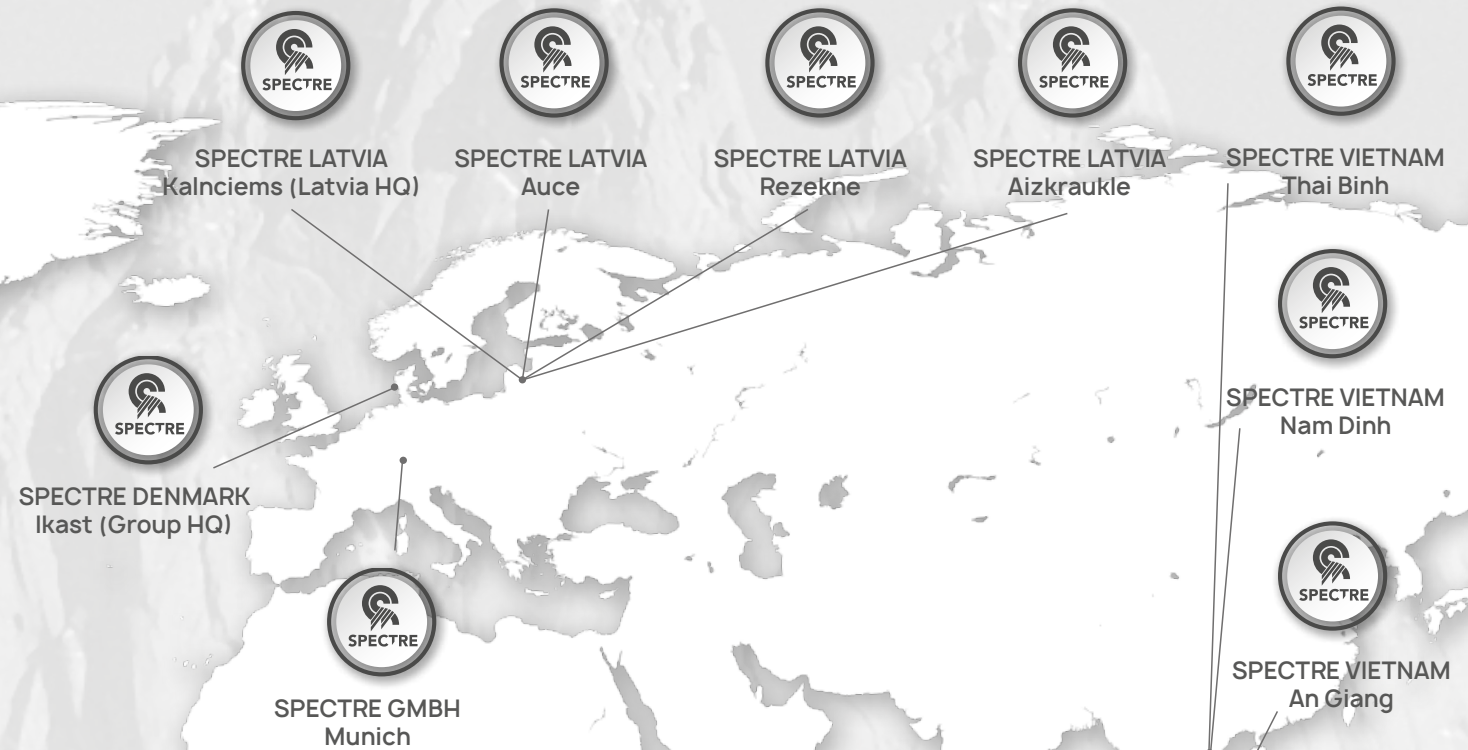 SPECTRE
SPECTRE
SPECTRE
SPECTRE
SPECTRE
SPECTRE LATVIA
Kalnciems (Latvia HQ)
SPECTRE LATVIA
Auce
SPECTRE LATVIA
Rezekne
SPECTRE LATVIA
Aizkraukle
SPECTRE VIETNAM
Thai Binh
SPECTRE
SPECTRE VIETNAM
Nam Dinh
SPECTRE
SPECTRE DENMARK
Ikast (Group HQ)
SPECTRE
SPECTRE VIETNAM
An Giang
SPECTRE
SPECTRE GMBH
Munich